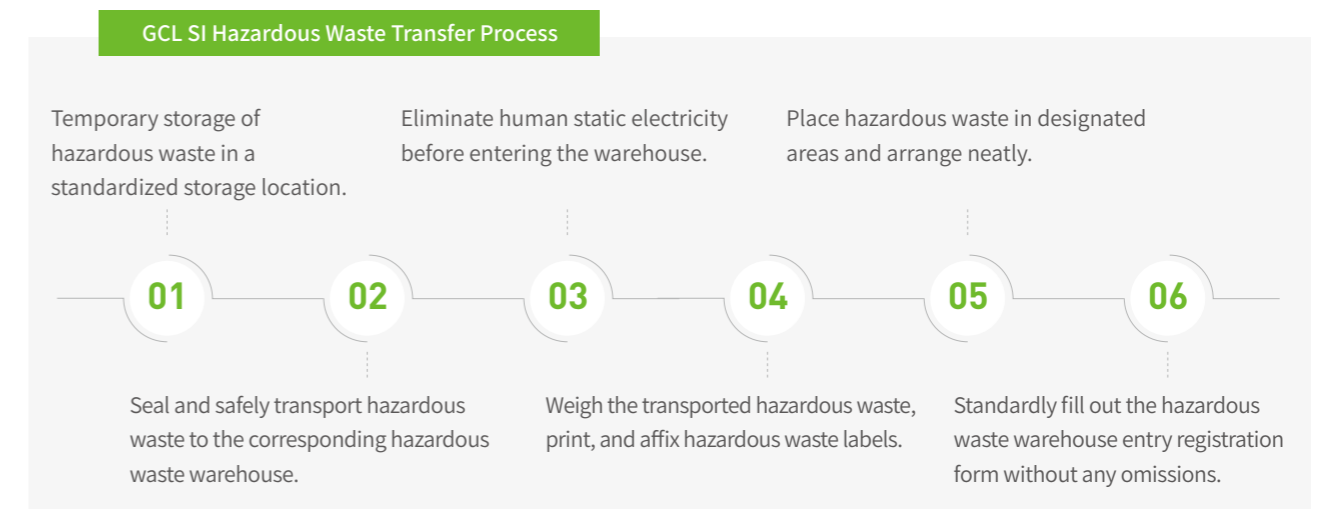 GCL SI Hazardous Waste Transfer Process
Temporary storage of
hazardous waste in a
standardized storage location.
Eliminate human static electricity
before entering the warehouse.
Place hazardous waste in designated
areas and arrange neatly.
01
02
03
04
05
06
Seal and safely transport hazardous
waste to the corresponding hazardous
waste warehouse.
Weigh the transported hazardous waste,
print, and affix hazardous waste labels.
Standardly fill out the hazardous
waste warehouse entry registration
form without any omissions.